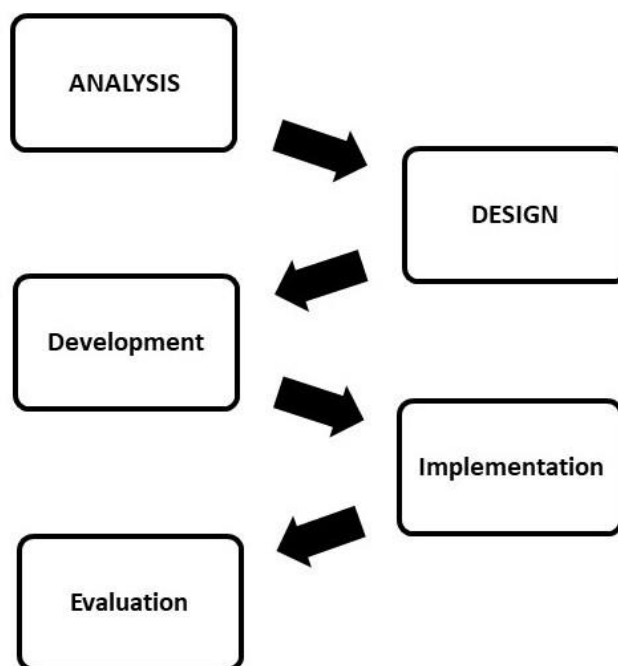 ANALYSIS
DESIGN
Development
Implementation
Evaluation